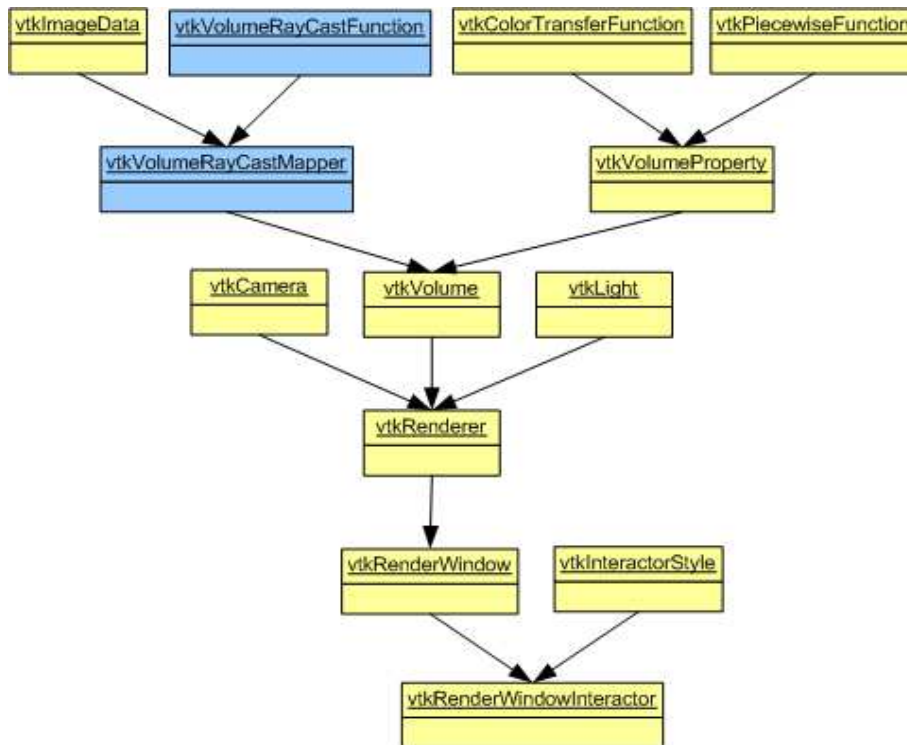 vtkImageData
vtkVolumeRayCastFunction
vtkColorTransferFunction
vtkPiecewiseFunction
vtkVolumeRayCastMapper
vtkVolumeProperty
vtkCamera
vtkVolume
vtkLight
vtkRenderer
vtkRenderWindow
vtkInteractorStyle
vtkRenderWindowInteractor